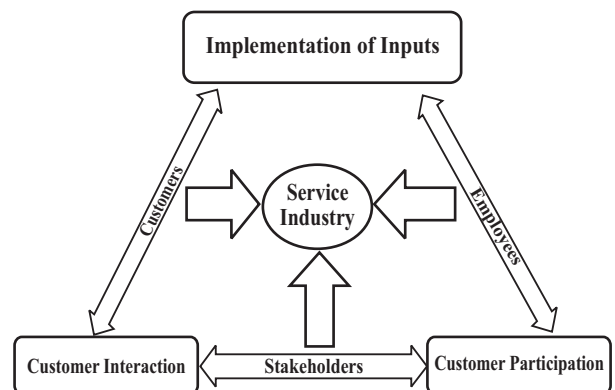 Implementation of Inputs
Customers
Service
Industry
Employees
Customer Interaction
Stakeholders
Customer Participation